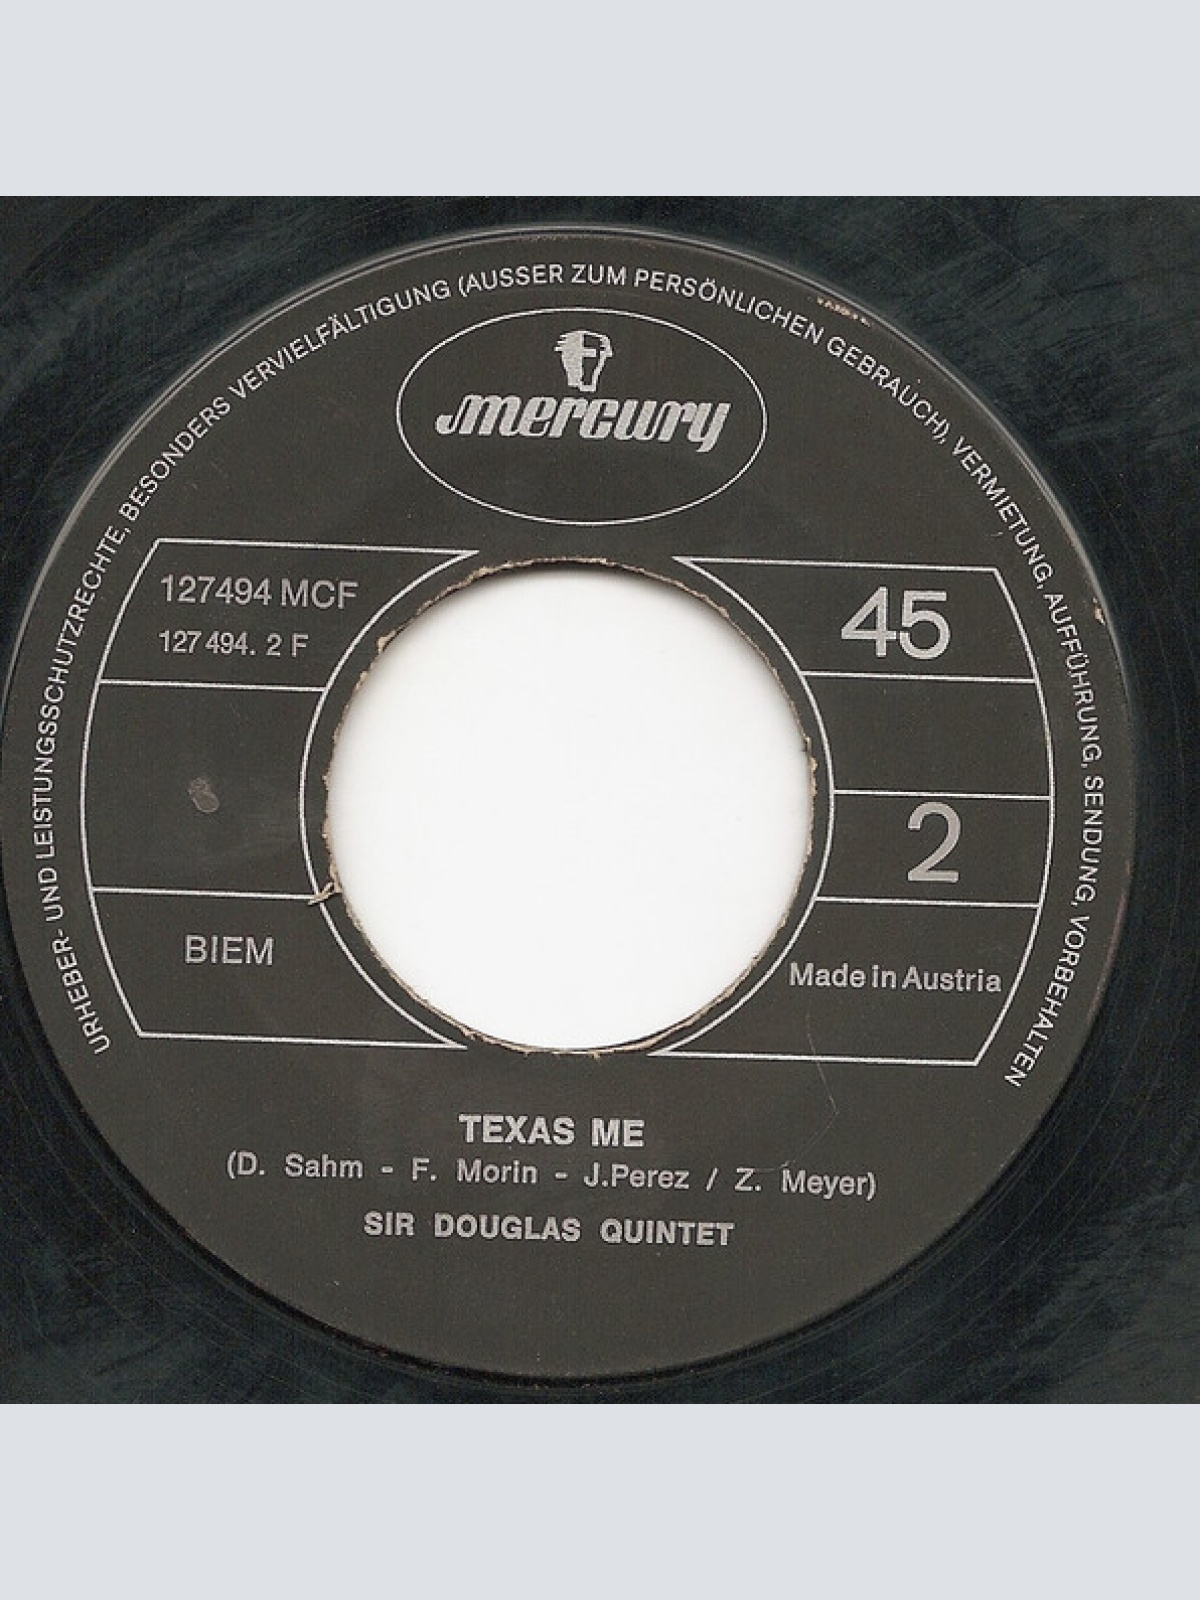 URHEBER- UND LEISTUNGSSCHUTZRECHTE, BESONDERS VERVIELFÄLTIGUNG (AUSSER ZUM PERSÖNLICHEN GEBRAUCH), VERMIETUNG, AUFFÜHRUNG, SENDUNG, VORBEHALTEN
mercury
127494 MCF
127 494. 2 F
45
2
BIEM
Made in Austria
TEXAS ME
(D. Sahm - F. Morin - J.Perez / Z. Meyer)
SIR DOUGLAS QUINTET